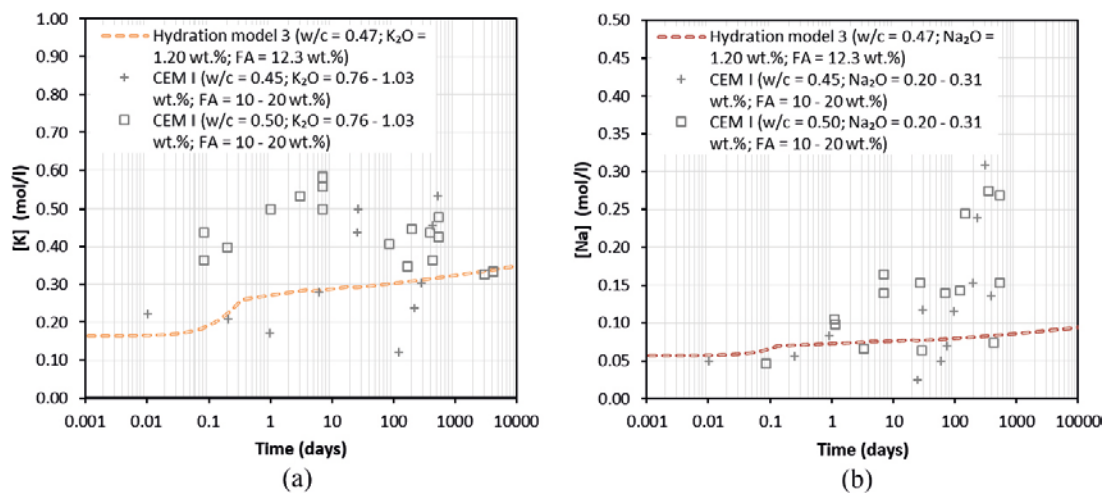 Hydration model 3 (w/c = 0.47; K₂O =
1.20 wt.%; FA = 12.3 wt.%)
CEM I (w/c = 0.45; K₂O = 0.76 - 1.03
wt.%; FA = 10 - 20 wt.%)
CEM I (w/c = 0.50; K₂O = 0.76 - 1.03
wt.%; FA = 10 - 20 wt.%)
1.00
0.90
0.80
0.70
0.60
0.50
0.40
0.30
0.20
0.10
0.00
[K] (mol/l)
0.001 0.01 0.1 1 10 100 1000 10000
Time (days)
(a)
Hydration model 3 (w/c = 0.47; Na₂O =
1.20 wt.%; FA = 12.3 wt.%)
CEM I (w/c = 0.45; Na₂O = 0.20 - 0.31
wt.%; FA = 10 - 20 wt.%)
CEM I (w/c = 0.50; Na₂O = 0.20 - 0.31
wt.%; FA = 10 - 20 wt.%)
0.50
0.45
0.40
0.35
0.30
0.25
0.20
0.15
0.10
0.05
0.00
[Na] (mol/l)
0.001 0.01 0.1 1 10 100 1000 10000
Time (days)
(b)